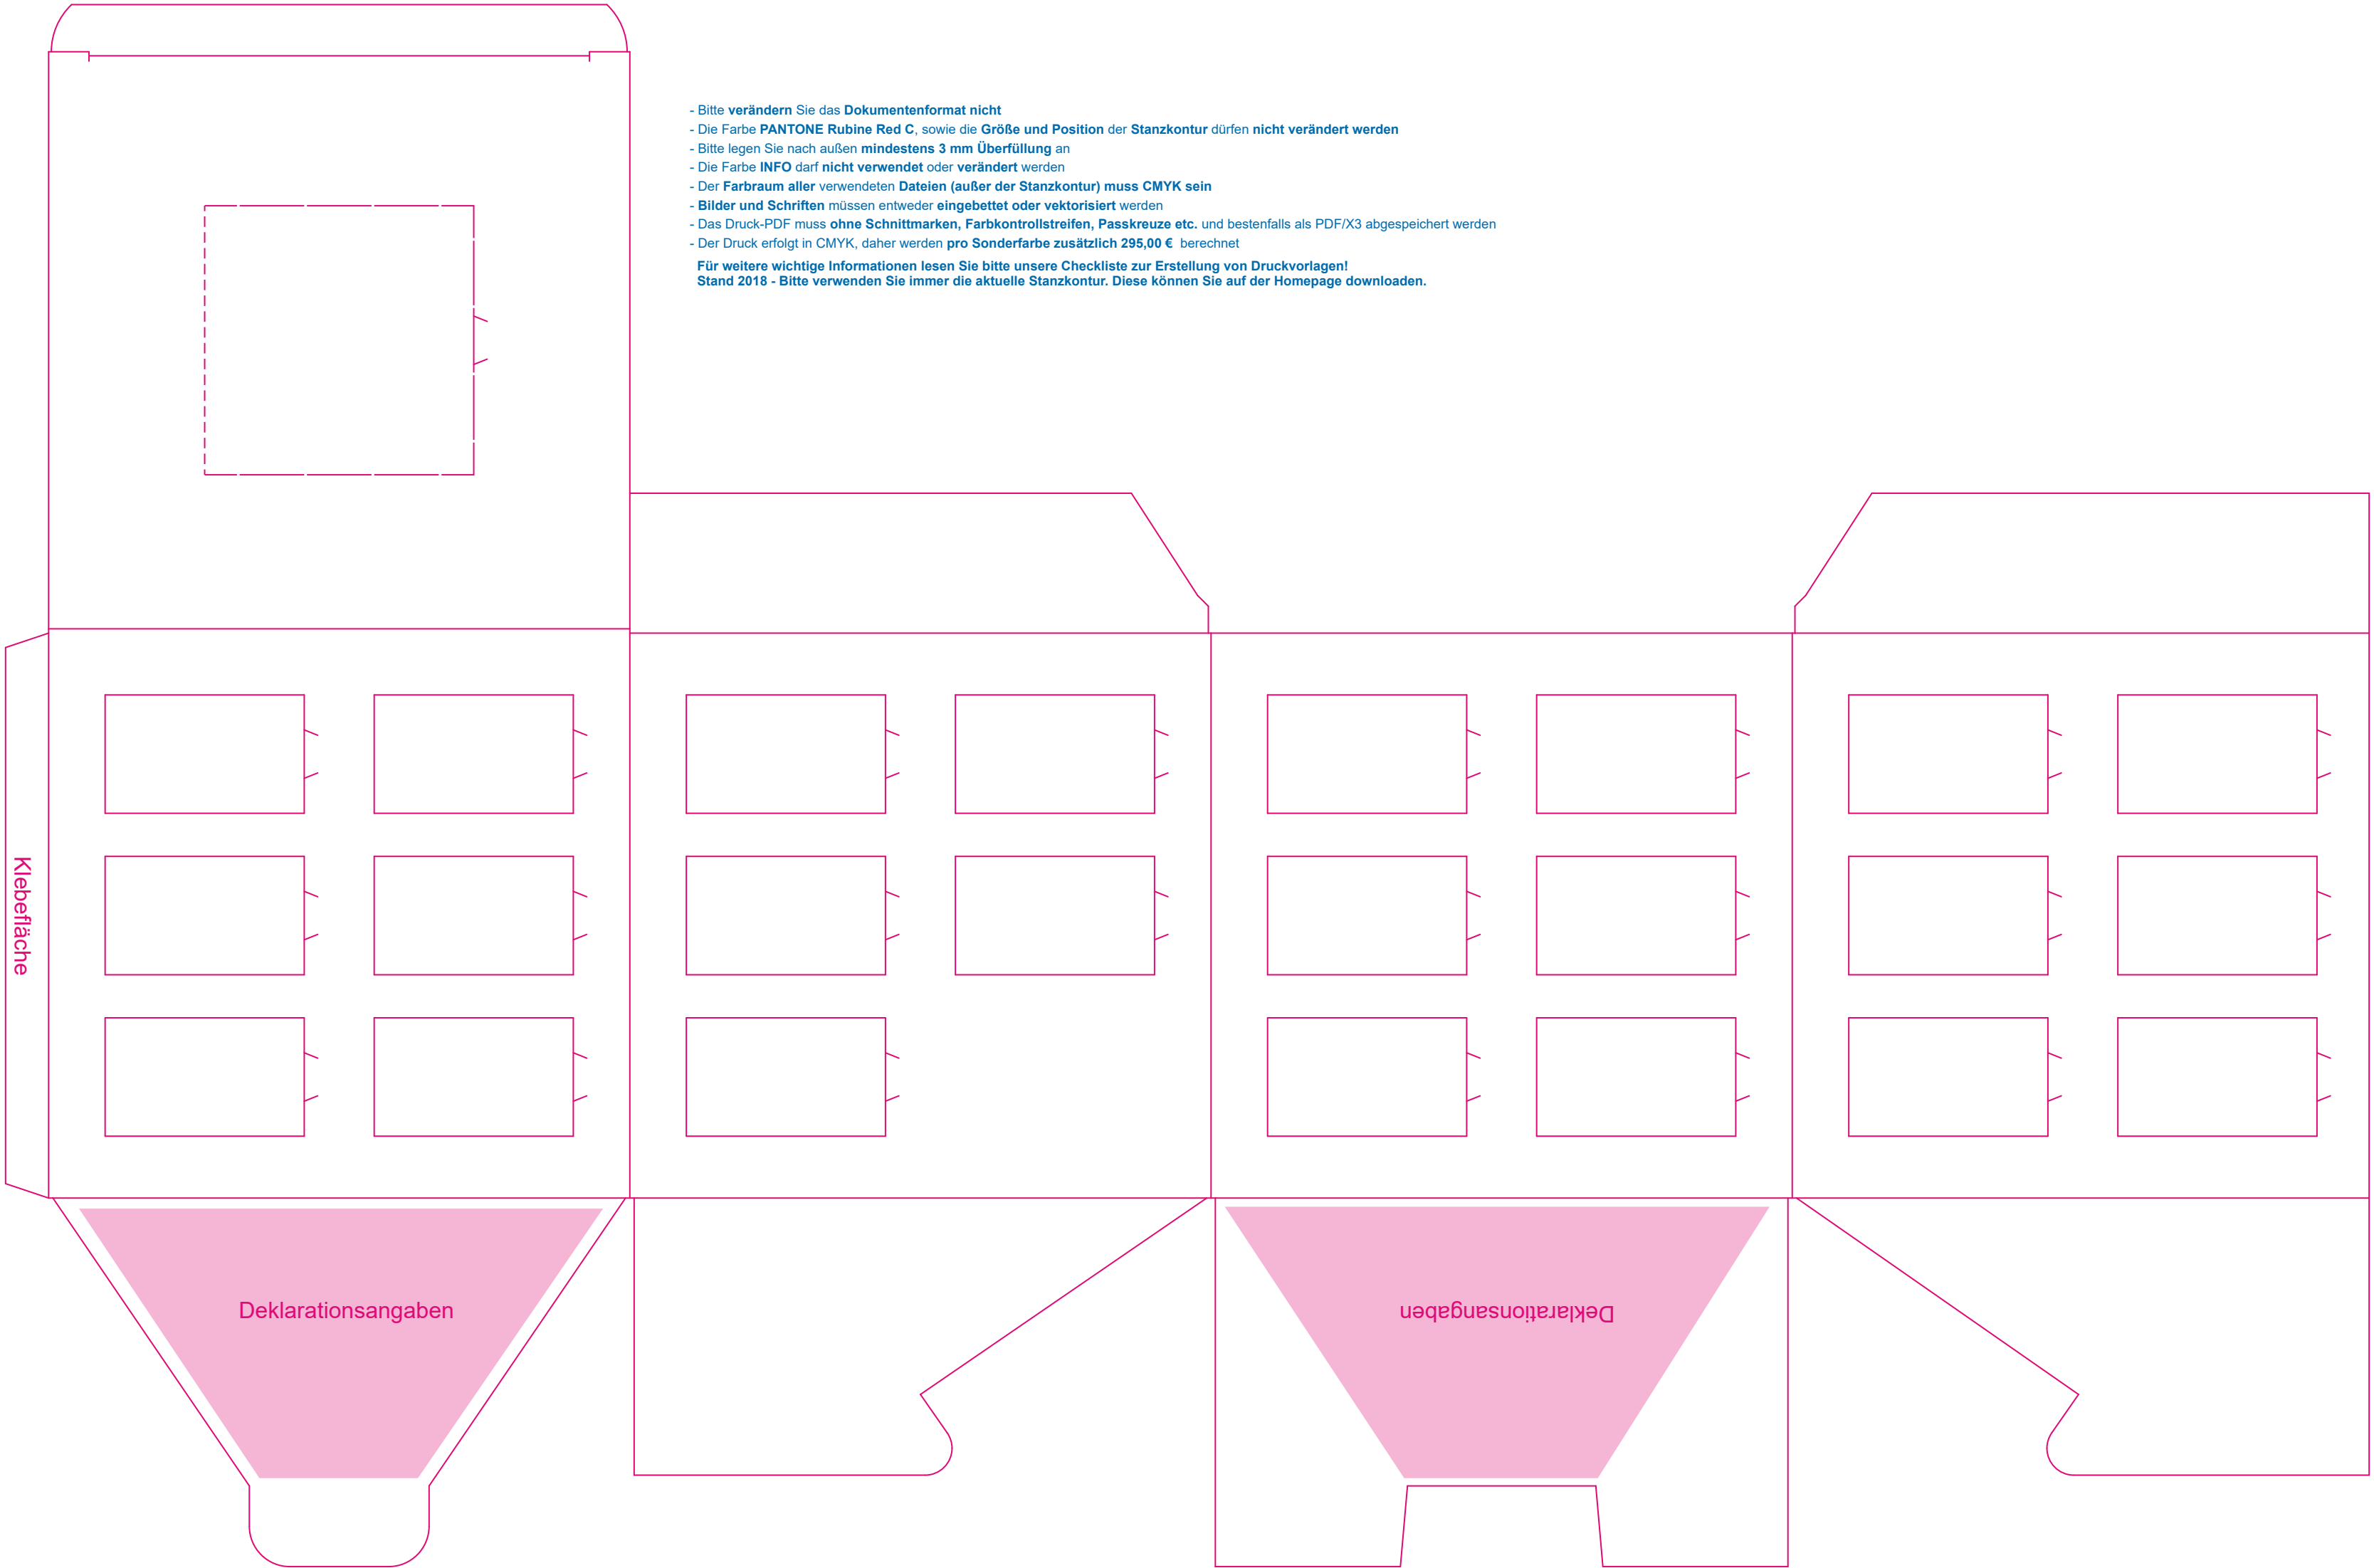 - Bitte verändern Sie das Dokumentenformat nicht
- Die Farbe PANTONE Rubine Red C, sowie die Größe und Position der Stanzkontur dürfen nicht verändert werden
- Bitte legen Sie nach außen mindestens 3 mm Überfüllung an
- Die Farbe INFO darf nicht verwendet oder verändert werden
- Der Farbraum aller verwendeten Dateien (außer der Stanzkontur) muss CMYK sein
- Bilder und Schriften müssen entweder eingebettet oder vektorisiert werden
- Das Druck-PDF muss ohne Schnittmarken, Farbkontrollstreifen, Passkreuze etc. und bestenfalls als PDF/X3 abgespeichert werden
- Der Druck erfolgt in CMYK, daher werden pro Sonderfarbe zusätzlich 295,00 € berechnet
Für weitere wichtige Informationen lesen Sie bitte unsere Checkliste zur Erstellung von Druckvorlagen!
Stand 2018 - Bitte verwenden Sie immer die aktuelle Stanzkontur. Diese können Sie auf der Homepage downloaden.
Klebefläche
Deklarationsangaben
Deklarationsangaben